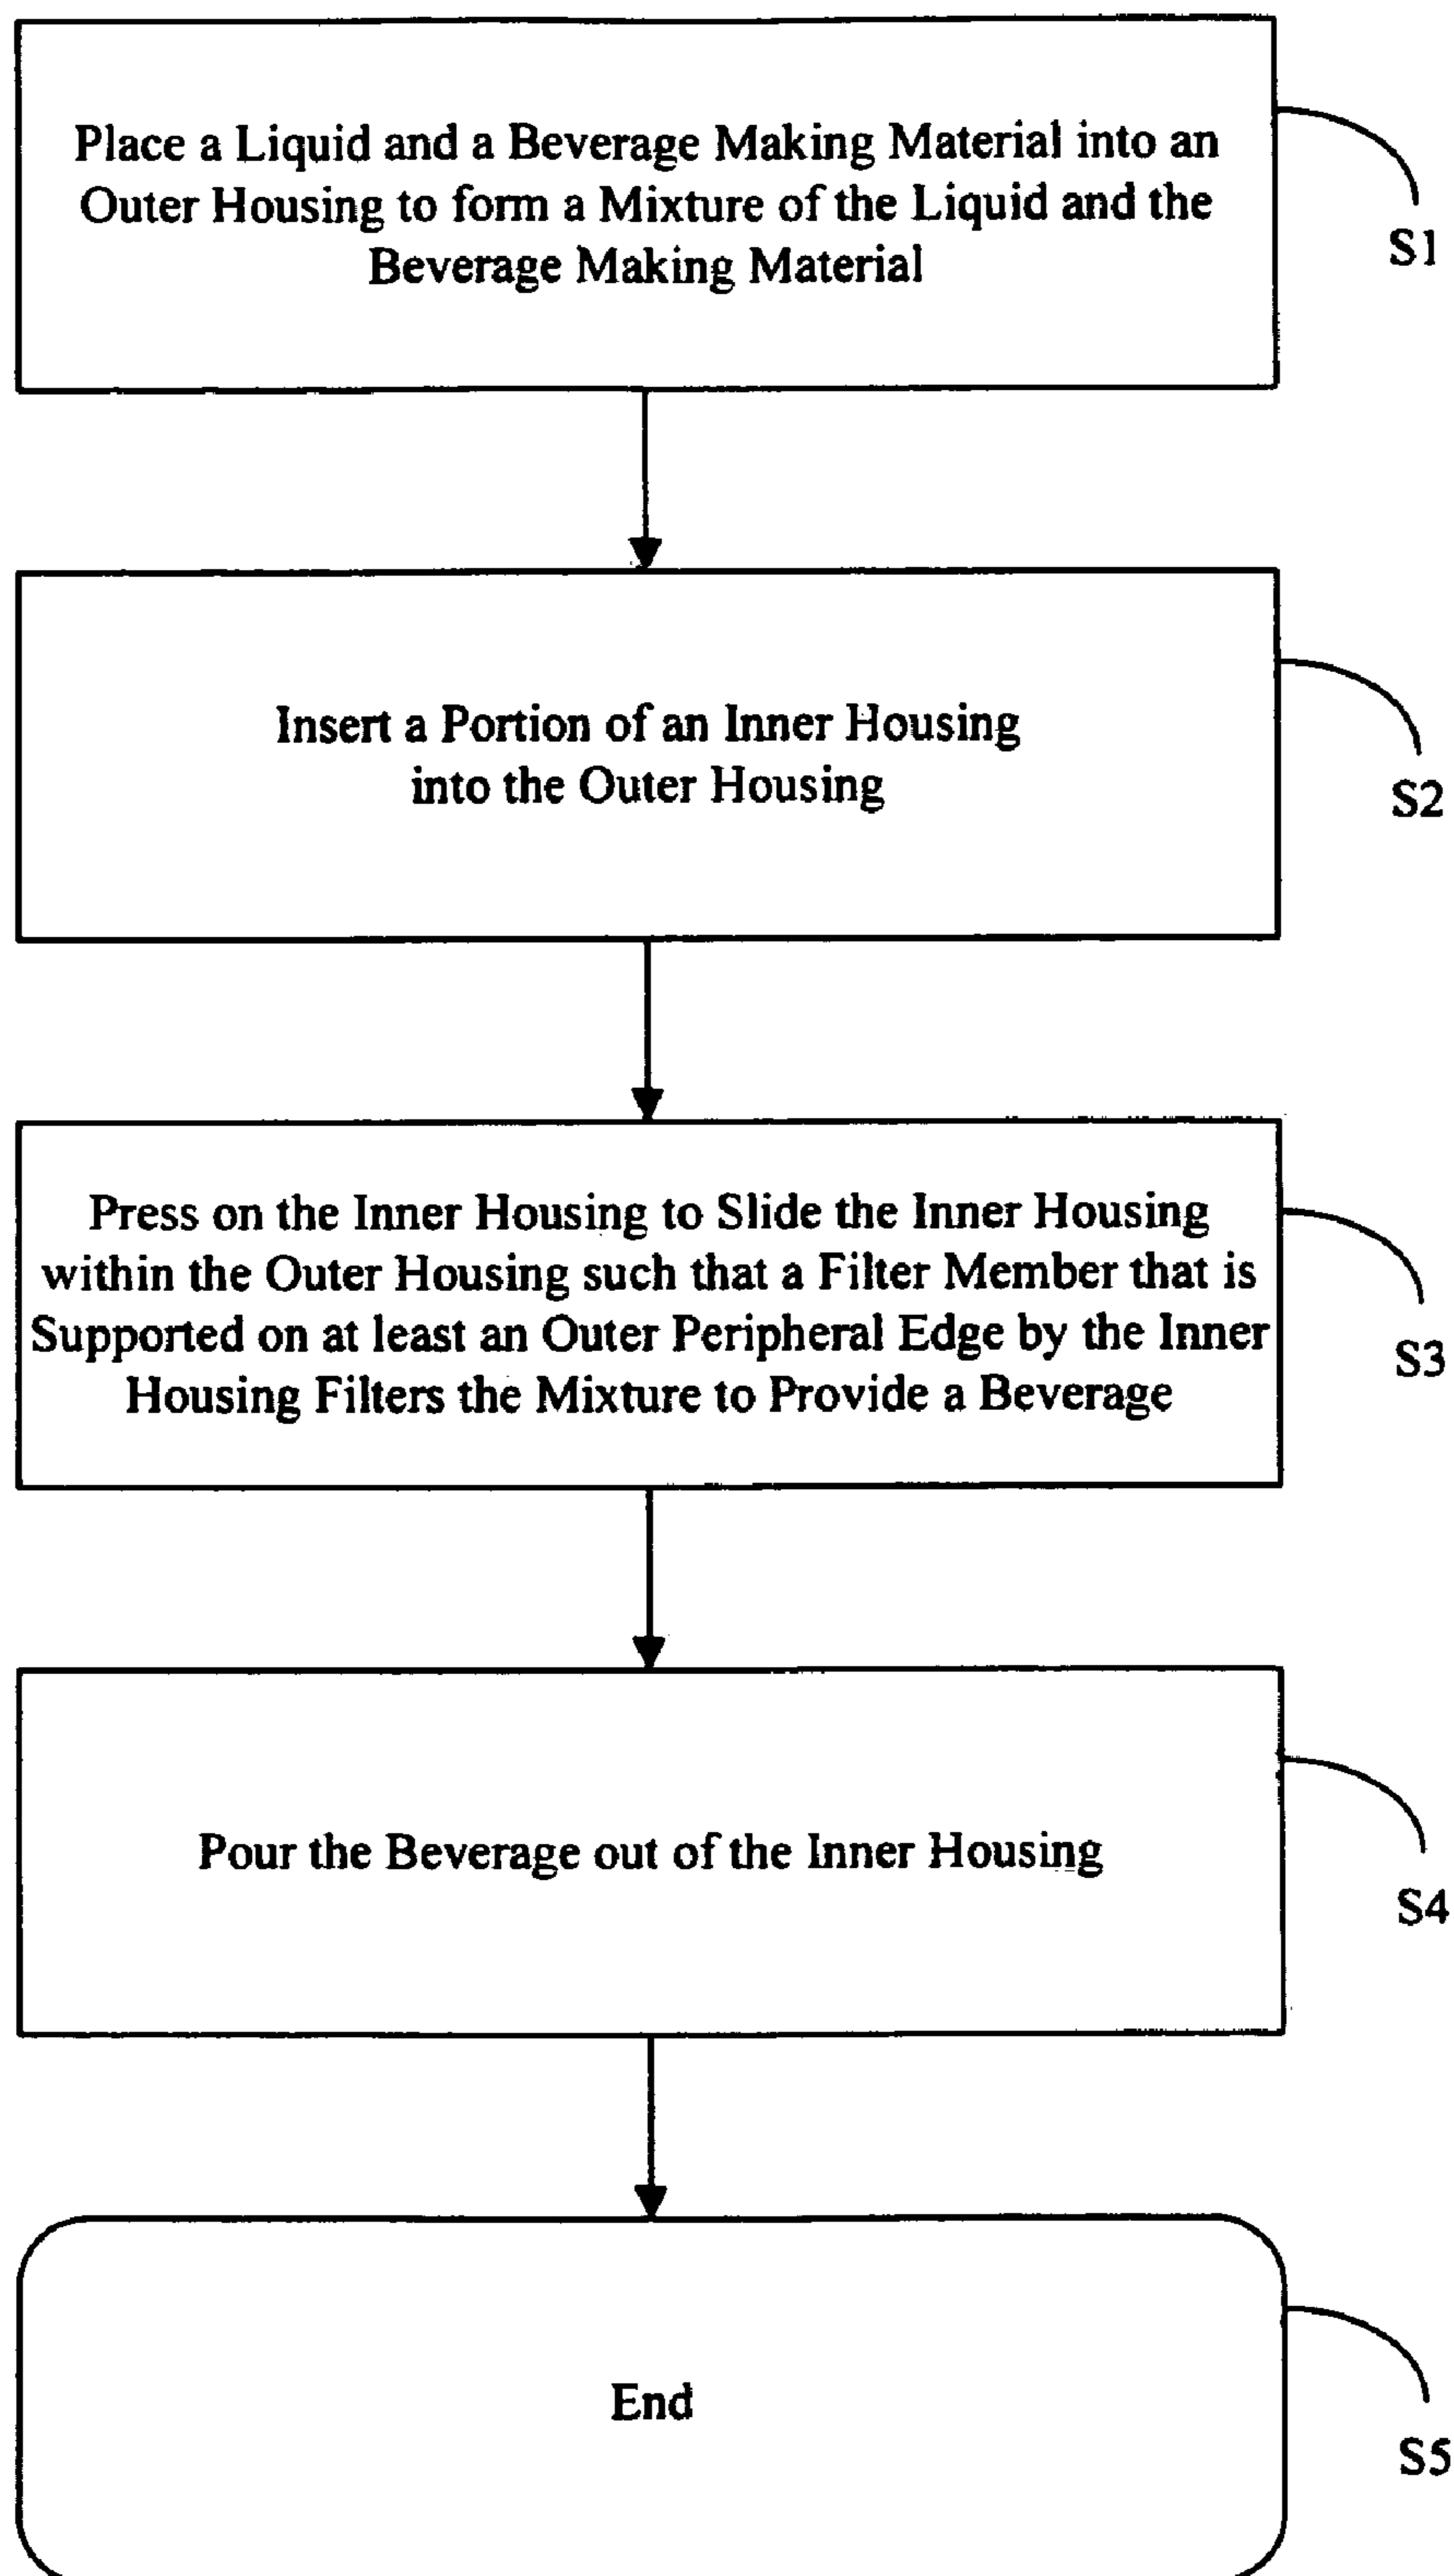 Place a Liquid and a Beverage Making Material into an
Outer Housing to form a Mixture of the Liquid and the
Beverage Making Material
S1
Insert a Portion of an Inner Housing
into the Outer Housing
S2
Press on the Inner Housing to Slide the Inner Housing
within the Outer Housing such that a Filter Member that is
Supported on at least an Outer Peripheral Edge by the Inner
Housing Filters the Mixture to Provide a Beverage
S3
Pour the Beverage out of the Inner Housing
S4
End
S5